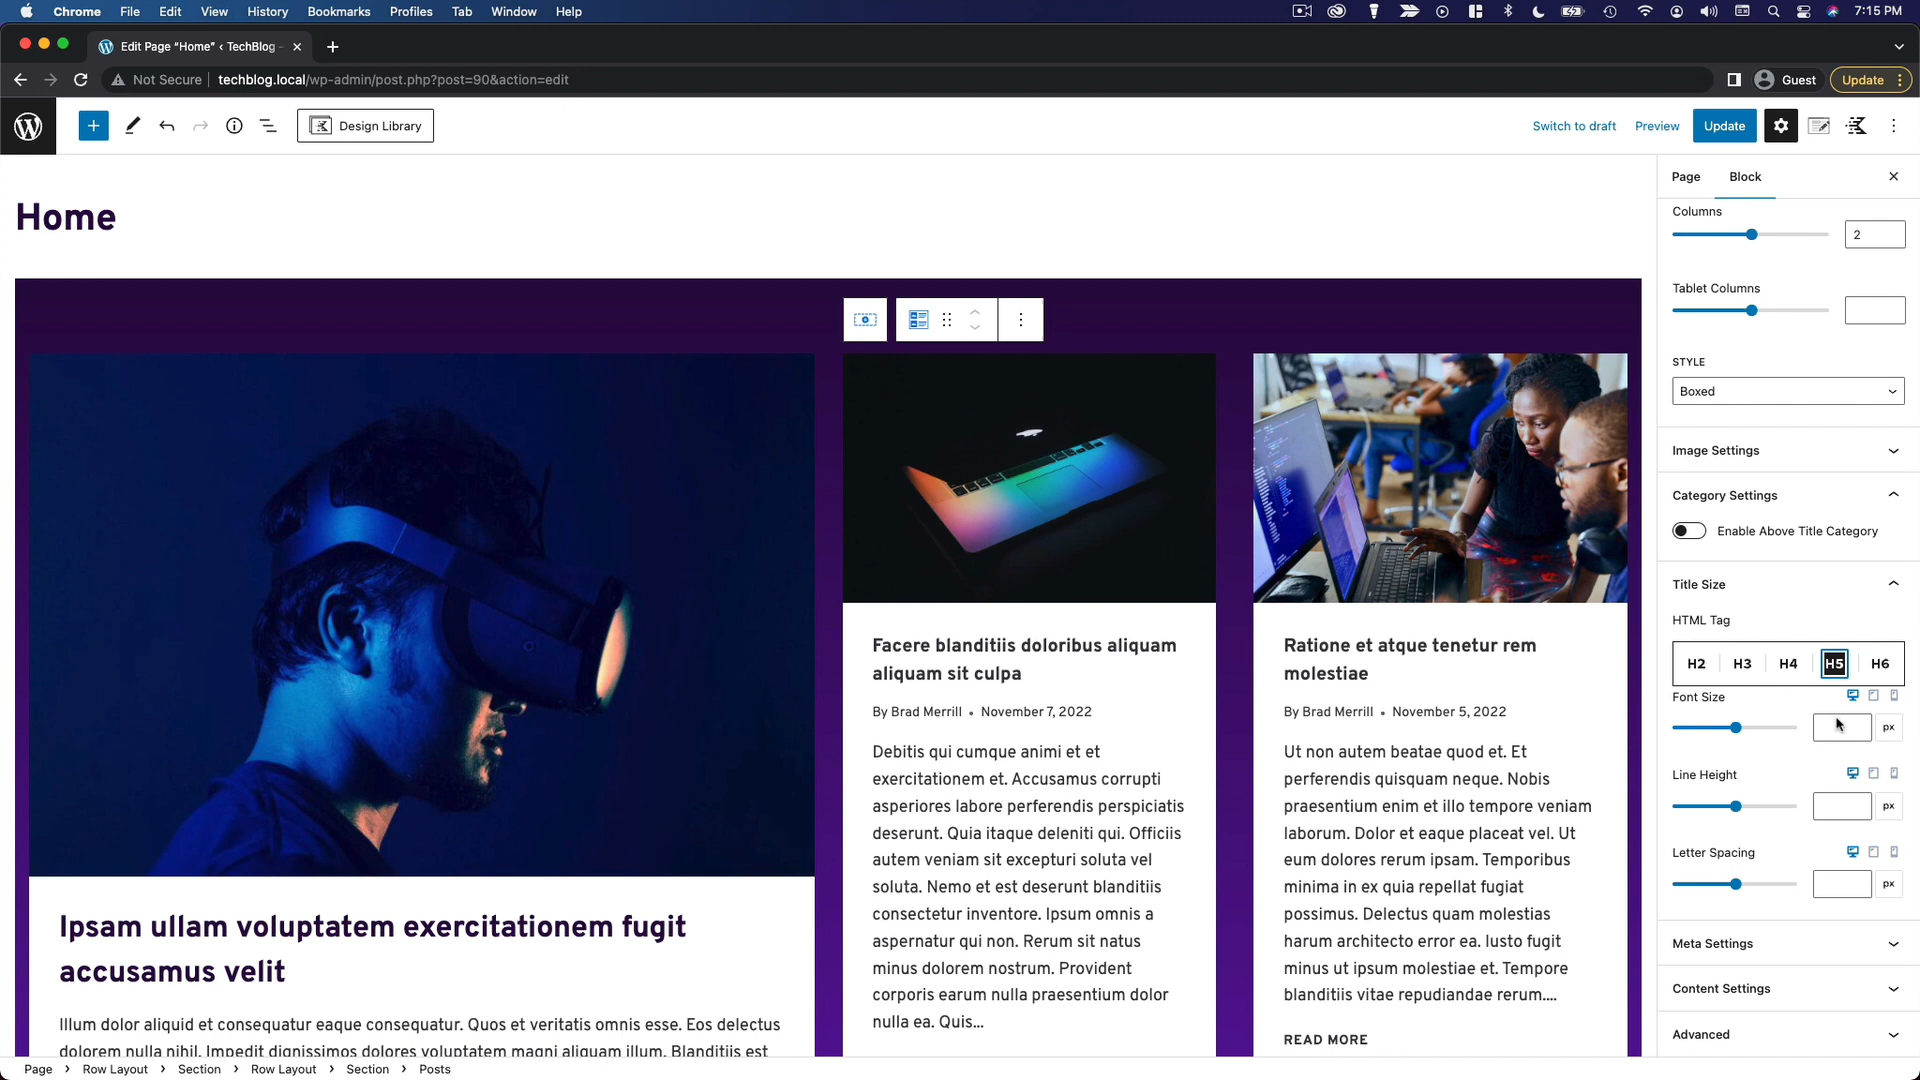 Chrome File Edit View History Bookmarks Profiles Tab Window Help 7:15 PM
Edit Page "Home" ‹ TechBlog -
Not Secure techblog.local/wp-admin/post.php?post=90&action=edit Guest Update
Design Library Switch to draft Preview Update
Page Block
Home
Columns
2
Tablet Columns
STYLE
Boxed
Image Settings
Category Settings
Enable Above Title Category
Title Size
HTML Tag
H2 H3 H4 H5 H6
Font Size
px
Line Height
px
Letter Spacing
px
Meta Settings
Content Settings
Advanced
Ipsam ullam voluptatem exercitationem fugit
accusamus velit
Illum dolor aliquid et consequatur eaque consequatur. Quos et veritatis omnis esse. Eos delectus
dolorem nulla nihil. Impedit dignissimos dolores voluptatem magni aliquam illum. Blanditiis est
Facere blanditiis doloribus aliquam
aliquam sit culpa
By Brad Merrill • November 7, 2022
Debitis qui cumque animi et et
exercitationem et. Accusamus corrupti
asperiores labore perferendis perspiciatis
deserunt. Quia itaque deleniti qui. Officiis
autem veniam sit excepturi soluta vel
soluta. Nemo et est deserunt blanditiis
consectetur inventore. Ipsum omnis a
aspernatur qui non. Rerum sit natus
minus dolorem nostrum. Provident
corporis earum nulla praesentium dolor
nulla ea. Quis...
Ratione et atque tenetur rem
molestiae
By Brad Merrill • November 5, 2022
Ut non autem beatae quod et. Et
perferendis quisquam neque. Nobis
praesentium enim et illo tempore veniam
laborum. Dolor et eaque placeat vel. Ut
eum dolores rerum ipsam. Temporibus
minima in ex quia repellat fugiat
possimus. Delectus quam molestias
harum architecto error ea. Iusto fugit
minus ut ipsum molestiae et. Tempore
blanditiis vitae repudiandae rerum....
READ MORE
Page › Row Layout › Section › Row Layout › Section › Posts